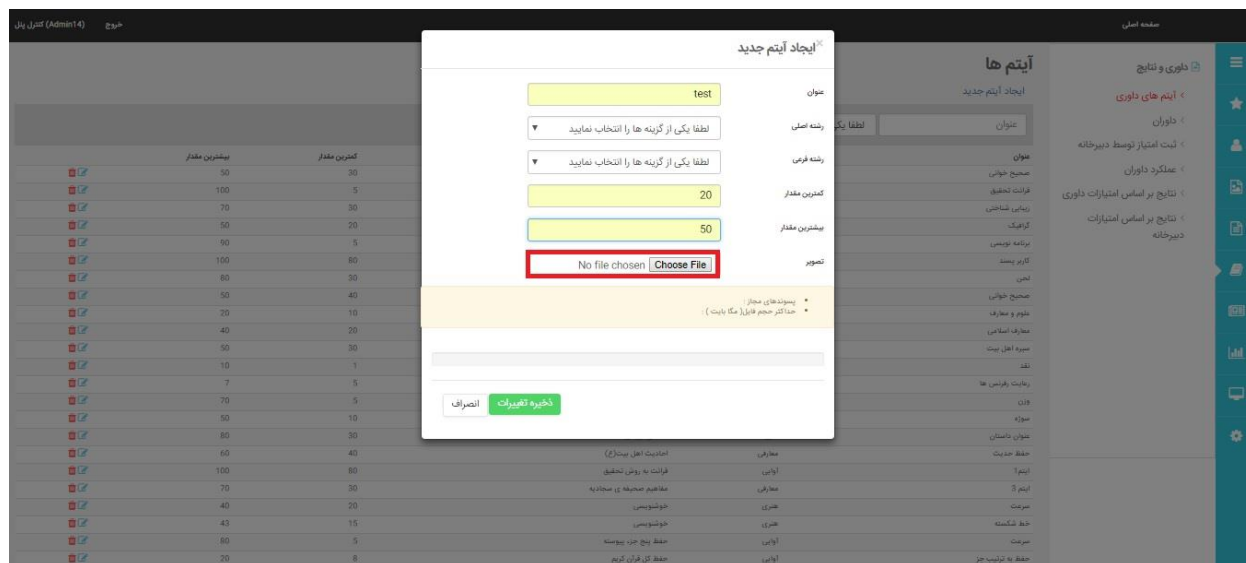 صفحه اصلی
خروج
کنترل پنل (Admin14)
داوری و نتایج
آیتم های داوری
داوران
ثبت امتیاز توسط دبیرخانه
عملکرد داوران
نتایج بر اساس امتیازات داوری
نتایج بر اساس امتیازات
دبیرخانه
آیتم ها
ایجاد آیتم جدید
عنوان
لطفا یکی
ایجاد آیتم جدید ×
عنوان test
رشته اصلی لطفا یکی از گزینه ها را انتخاب نمایید
رشته فرعی لطفا یکی از گزینه ها را انتخاب نمایید
کمترین مقدار 20
بیشترین مقدار 50
تصویر Choose File No file chosen
پسوندهای مجاز :
حداکثر حجم فایل( مگا بایت ) :
ذخیره تغییرات انصراف
عنوان کمترین مقدار بیشترین مقدار
صحیح خوانی 30 50
قرائت تحقیق 5 100
زیبایی شناختی 30 70
گرافیک 20 50
برنامه نویسی 5 90
کاربر پسند 60 100
لحن 30 80
صحیح خوانی 40 50
علوم و معارف 10 20
معارف اسلامی 20 40
سیره اهل بیت 30 50
نقد 1 10
رعایت رفرنس ها 5 7
وزن 5 70
سوژه 10 50
عنوان داستان 30 80
حفظ حدیث معارفی احادیث اهل بیت(ع) 40 60
ایتم1 آوایی قرائت به روش تحقیق 80 100
ایتم 3 معارفی مفاهیم صحیفه ی سجادیه 30 70
سرعت هنری خوشنویسی 20 40
خط شکسته هنری خوشنویسی 15 43
سرعت آوایی حفظ پنج جزء پیوسته 5 80
حفظ به ترتیب جز آوایی حفظ کل قرآن کریم 8 20